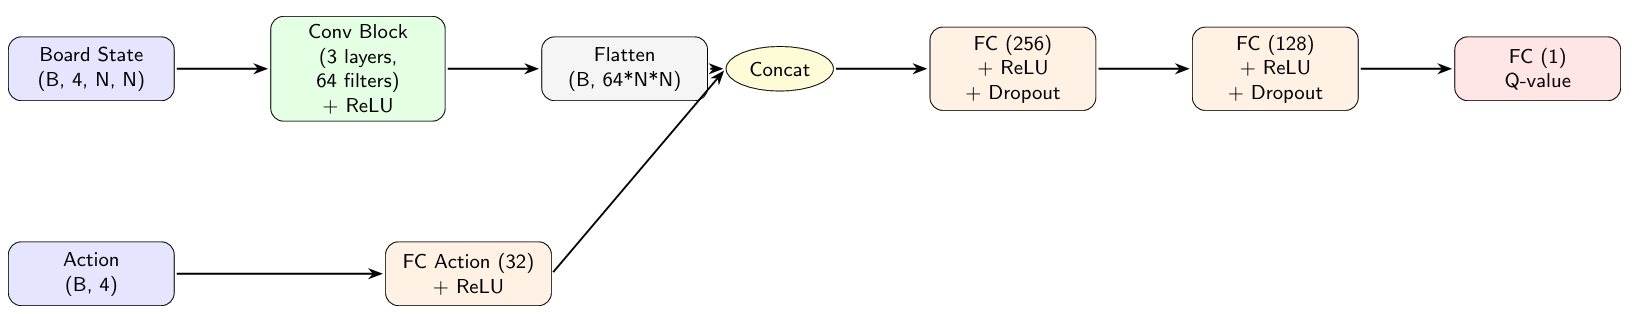 Board State
(B, 4, N, N)
Conv Block
(3 layers,
64 filters)
+ ReLU
Flatten
(B, 64*N*N)
Concat
FC (256)
+ ReLU
+ Dropout
FC (128)
+ ReLU
+ Dropout
FC (1)
Q-value
Action
(B, 4)
FC Action (32)
+ ReLU